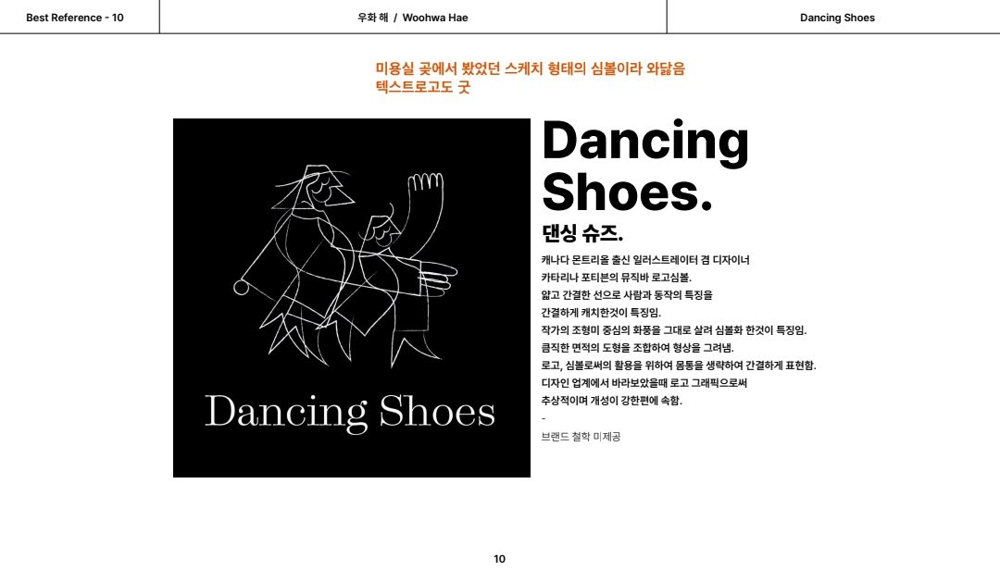 Best Reference - 10
우화 해 / Woohwa Hae
Dancing Shoes
미용실 곶에서 봤었던 스케치 형태의 심볼이라 와닳음
텍스트로고도 굿
Dancing
Shoes.
댄싱 슈즈.
캐나다 몬트리올 출신 일러스트레이터 겸 디자이너
카타리나 포티븐의 뮤직바 로고심볼.
얇고 간결한 선으로 사람과 동작의 특징을
간결하게 캐치한것이 특징임.
작가의 조형미 중심의 화풍을 그대로 살려 심볼화 한것이 특징임.
큼직한 면적의 도형을 조합하여 형상을 그려냄.
로고, 심볼로써의 활용을 위하여 몸통을 생략하여 간결하게 표현함.
디자인 업계에서 바라보았을때 로고 그래픽으로써
추상적이며 개성이 강한편에 속함.
-
브랜드 철학 미제공
Dancing Shoes
10